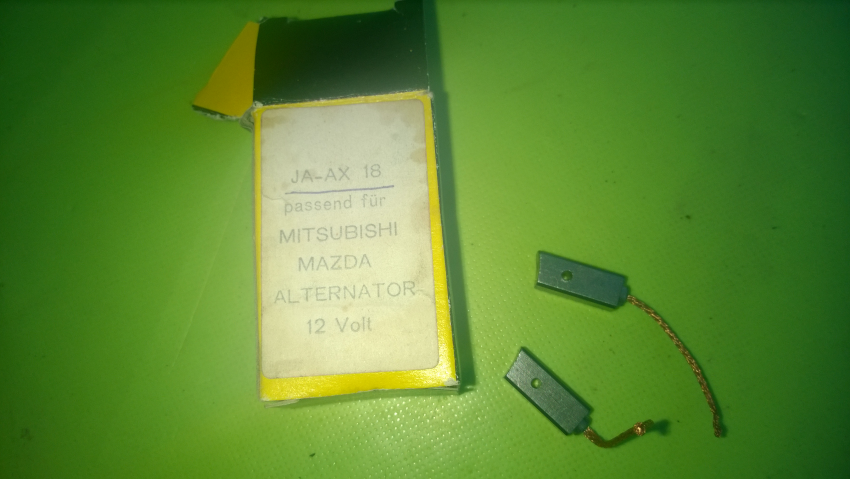 JA-AX 18
passend für
MITSUBISHI
MAZDA
ALTERNATOR
12 Volt